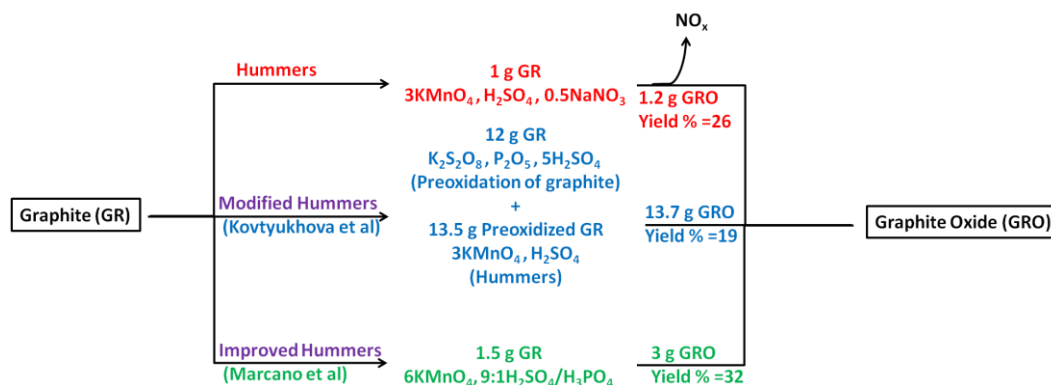 NOₓ
Hummers
1 g GR
3KMnO₄, H₂SO₄, 0.5NaNO₃
1.2 g GRO
Yield % =26
12 g GR
K₂S₂O₈, P₂O₅, 5H₂SO₄
(Preoxidation of graphite)
+
Graphite (GR)
Modified Hummers
(Kovtyukhova et al)
13.5 g Preoxidized GR
3KMnO₄, H₂SO₄
(Hummers)
13.7 g GRO
Yield % =19
Graphite Oxide (GRO)
Improved Hummers
(Marcano et al)
1.5 g GR
6KMnO₄, 9:1H₂SO₄/H₃PO₄
3 g GRO
Yield % =32